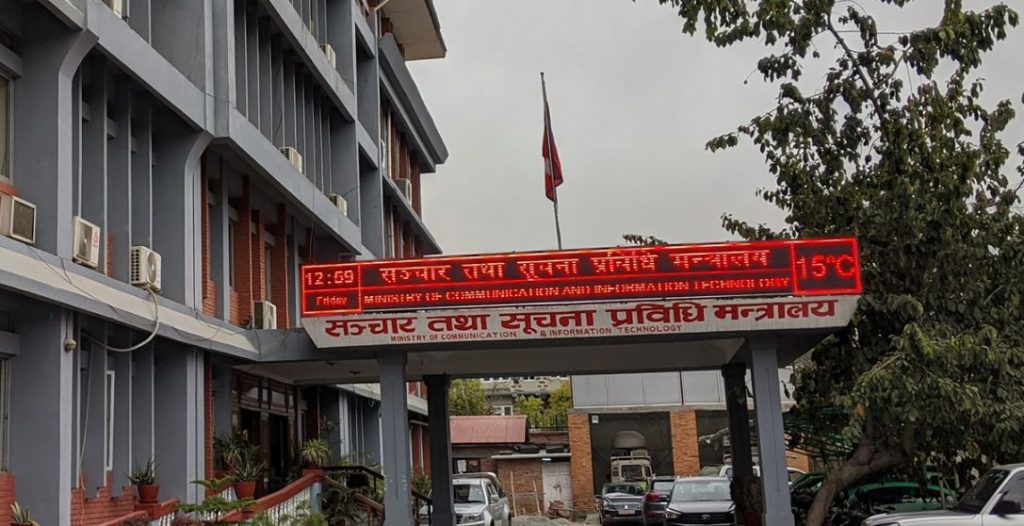 12:59 सञ्चार तथा सूचना प्रविधि मन्त्रालय 15°C
Friday MINISTRY OF COMMUNICATION AND INFORMATION TECHNOLOGY
सञ्चार तथा सूचना प्रविधि मन्त्रालय
MINISTRY OF COMMUNICATION & INFORMATION TECHNOLOGY